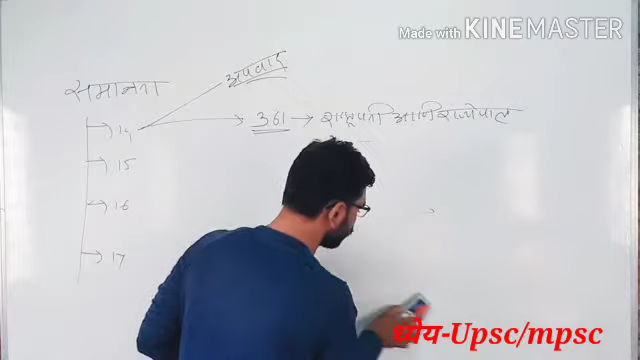 Made with KINEMASTER
अपवाद
समानता
14
361 → राष्ट्रपती आणि राज्यपाल
15
16
17
ध्येय-Upsc/mpsc